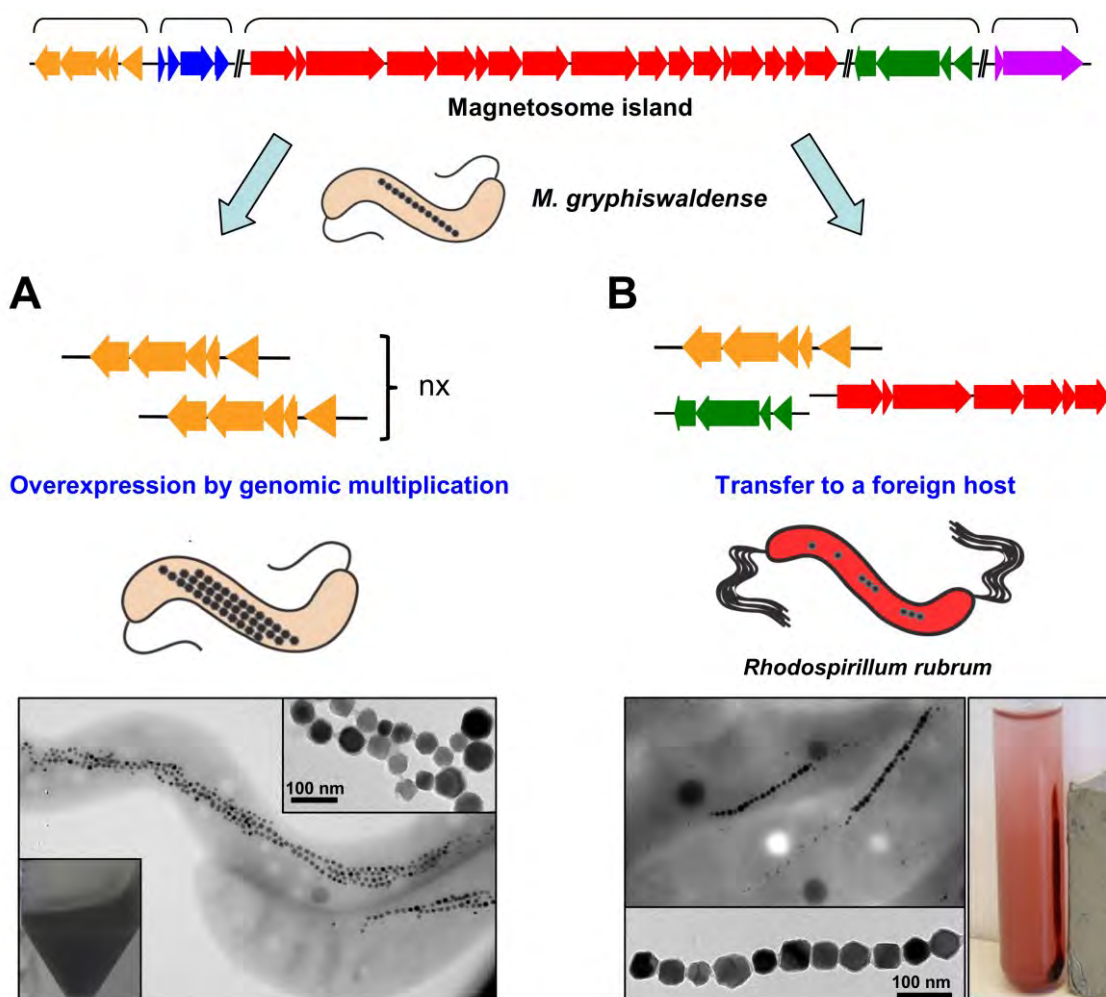 Magnetosome island
M. gryphiswaldense
A
nx
Overexpression by genomic multiplication
100 nm
B
Transfer to a foreign host
Rhodospirillum rubrum
100 nm